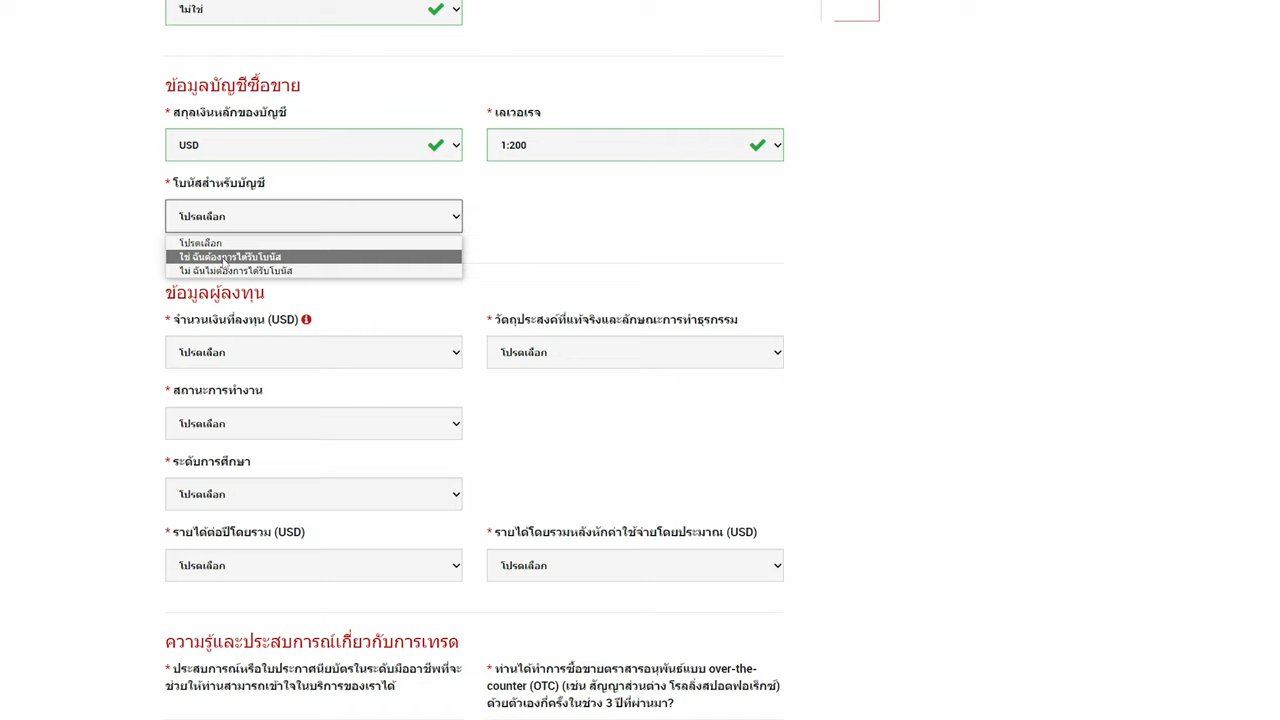 ไม่ใช่
ข้อมูลบัญชีซื้อขาย
* สกุลเงินหลักของบัญชี
* เลเวอเรจ
USD
1:200
* โบนัสสำหรับบัญชี
โปรดเลือก
โปรดเลือก
ใช่ ฉันต้องการได้รับโบนัส
ไม่ ฉันไม่ต้องการได้รับโบนัส
ข้อมูลผู้ลงทุน
* จำนวนเงินที่ลงทุน (USD)
* วัตถุประสงค์ที่แท้จริงและลักษณะการทำธุรกรรม
โปรดเลือก
โปรดเลือก
* สถานะการทำงาน
โปรดเลือก
* ระดับการศึกษา
โปรดเลือก
* รายได้ต่อปีโดยรวม (USD)
* รายได้โดยรวมหลังหักค่าใช้จ่ายโดยประมาณ (USD)
โปรดเลือก
โปรดเลือก
ความรู้และประสบการณ์เกี่ยวกับการเทรด
* ประสบการณ์หรือใบประกาศนียบัตรในระดับมืออาชีพที่จะ
ช่วยให้ท่านสามารถเข้าใจในบริการของเราได้
* ท่านได้ทำการซื้อขายตราสารอนุพันธ์แบบ over-the-
counter (OTC) (เช่น สัญญาส่วนต่าง โรลลิ่งสปอตฟอเร็กซ์)
ด้วยตัวเองกี่ครั้งในช่วง 3 ปีที่ผ่านมา?